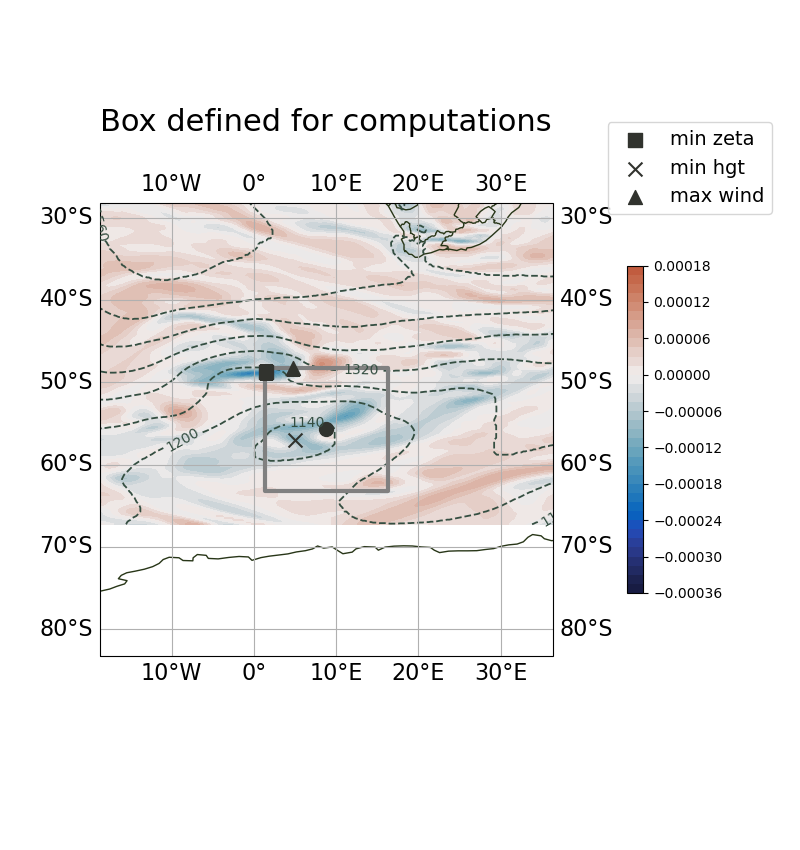 Box defined for computations
min zeta
min hgt
max wind
10°W 0° 10°E 20°E 30°E
30°S 30°S
40°S 40°S
50°S 50°S
60°S 60°S
70°S 70°S
80°S 80°S
10°W 0° 10°E 20°E 30°E
1320
1140
1200
0.00018
0.00012
0.00006
0.00000
−0.00006
−0.00012
−0.00018
−0.00024
−0.00030
−0.00036